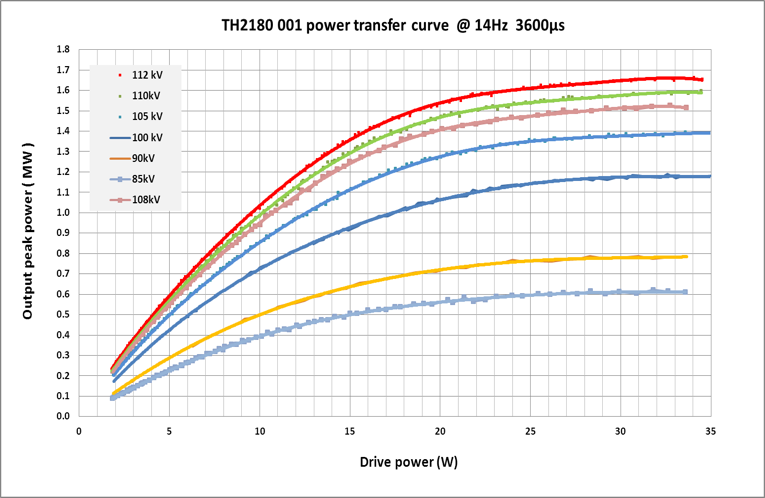 TH2180 001 power transfer curve @ 14Hz 3600µs
1.8
1.7
1.6
1.5
1.4
1.3
1.2
1.1
1.0
0.9
0.8
0.7
0.6
0.5
0.4
0.3
0.2
0.1
0.0
Output peak power ( MW )
112 kV
110kV
105 kV
100 kV
90kV
85kV
108kV
0 5 10 15 20 25 30 35
Drive power (W)